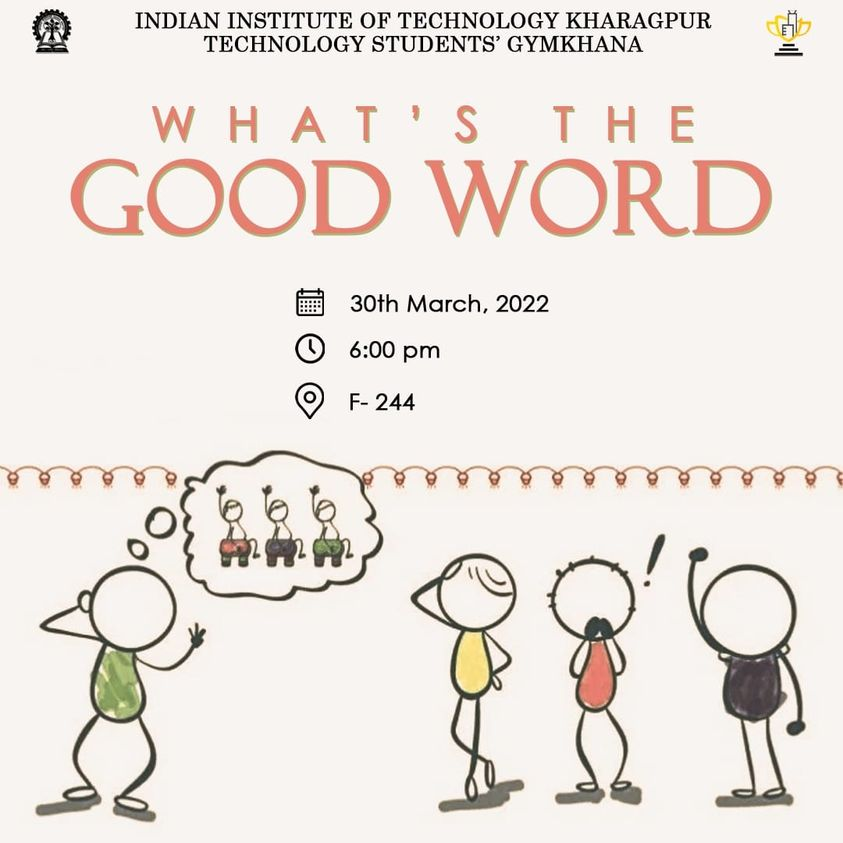 INDIAN INSTITUTE OF TECHNOLOGY KHARAGPUR
TECHNOLOGY STUDENTS' GYMKHANA
WHAT'S THE
GOOD WORD
30th March, 2022
6:00 pm
F- 244
!